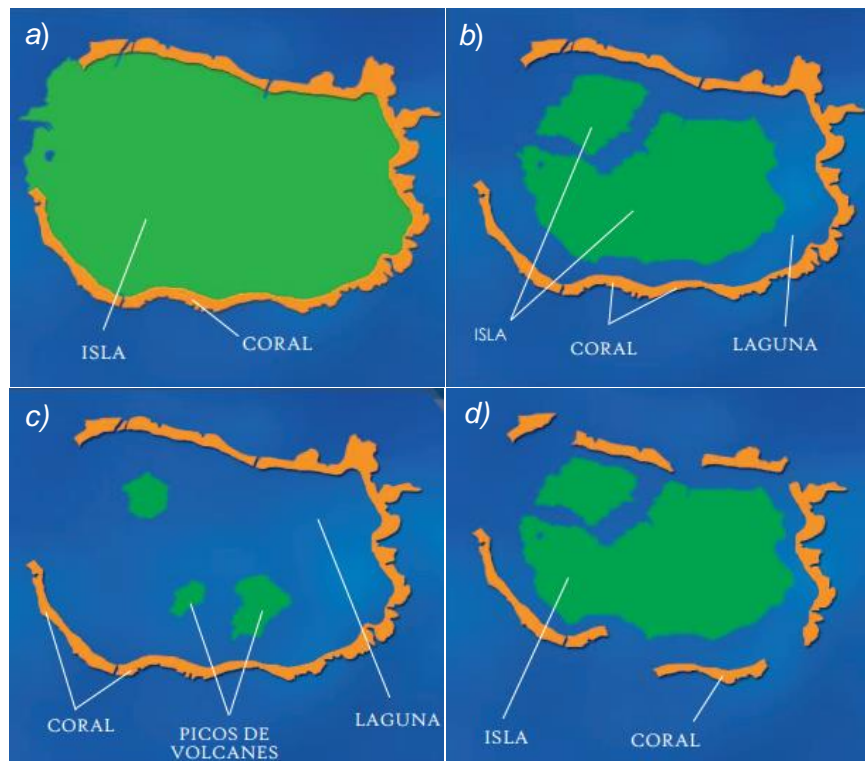 a)
ISLA
CORAL
b)
ISLA
CORAL
LAGUNA
c)
CORAL
PICOS DE
VOLCANES
LAGUNA
d)
ISLA
CORAL